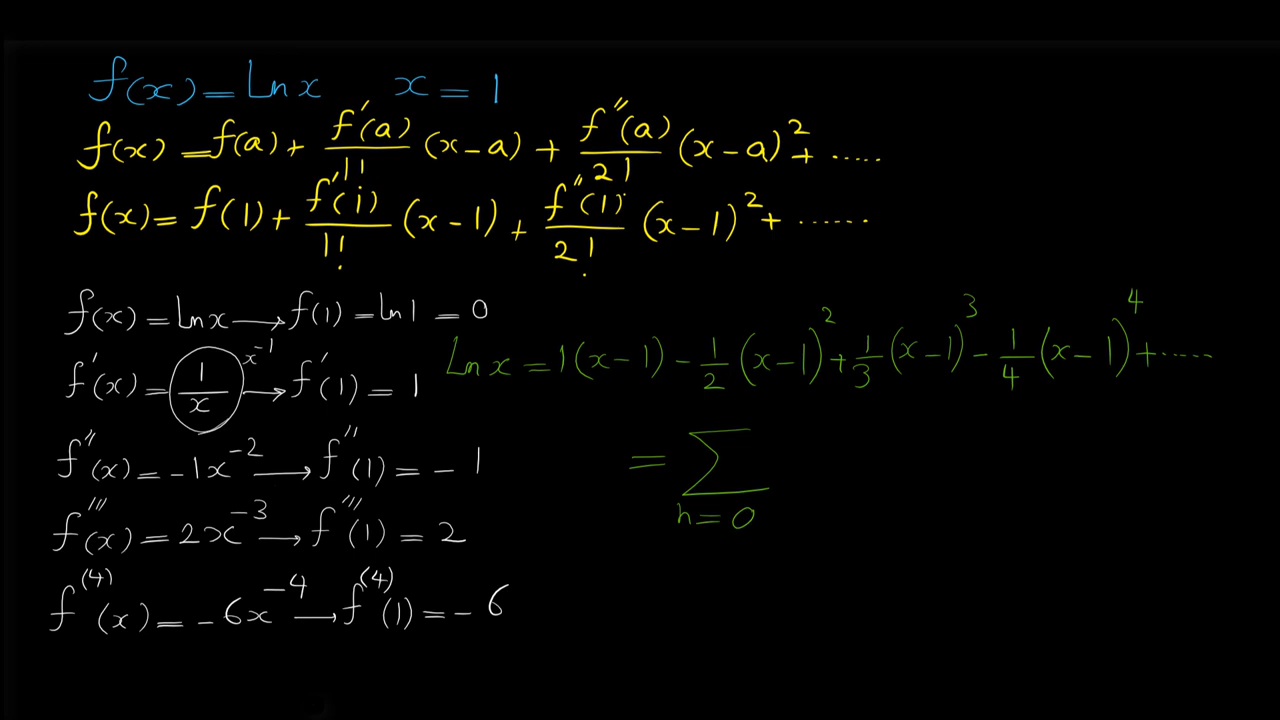 f(x) = Ln x   x = 1
f(x) = f(a) + f'(a)/1! (x-a) + f''(a)/2! (x-a)² + .....
f(x) = f(1) + f'(1)/1! (x-1) + f''(1)/2! (x-1)² + ......
f(x) = Ln x → f(1) = Ln 1 = 0
f'(x) = 1/x x⁻¹ → f'(1) = 1
f''(x) = -1x⁻² → f''(1) = -1
f'''(x) = 2x⁻³ → f'''(1) = 2
f⁽⁴⁾(x) = -6x⁻⁴ → f⁽⁴⁾(1) = -6
Ln x = 1(x-1) - 1/2 (x-1)² + 1/3 (x-1)³ - 1/4 (x-1)⁴ + .....
= ∑ n=0